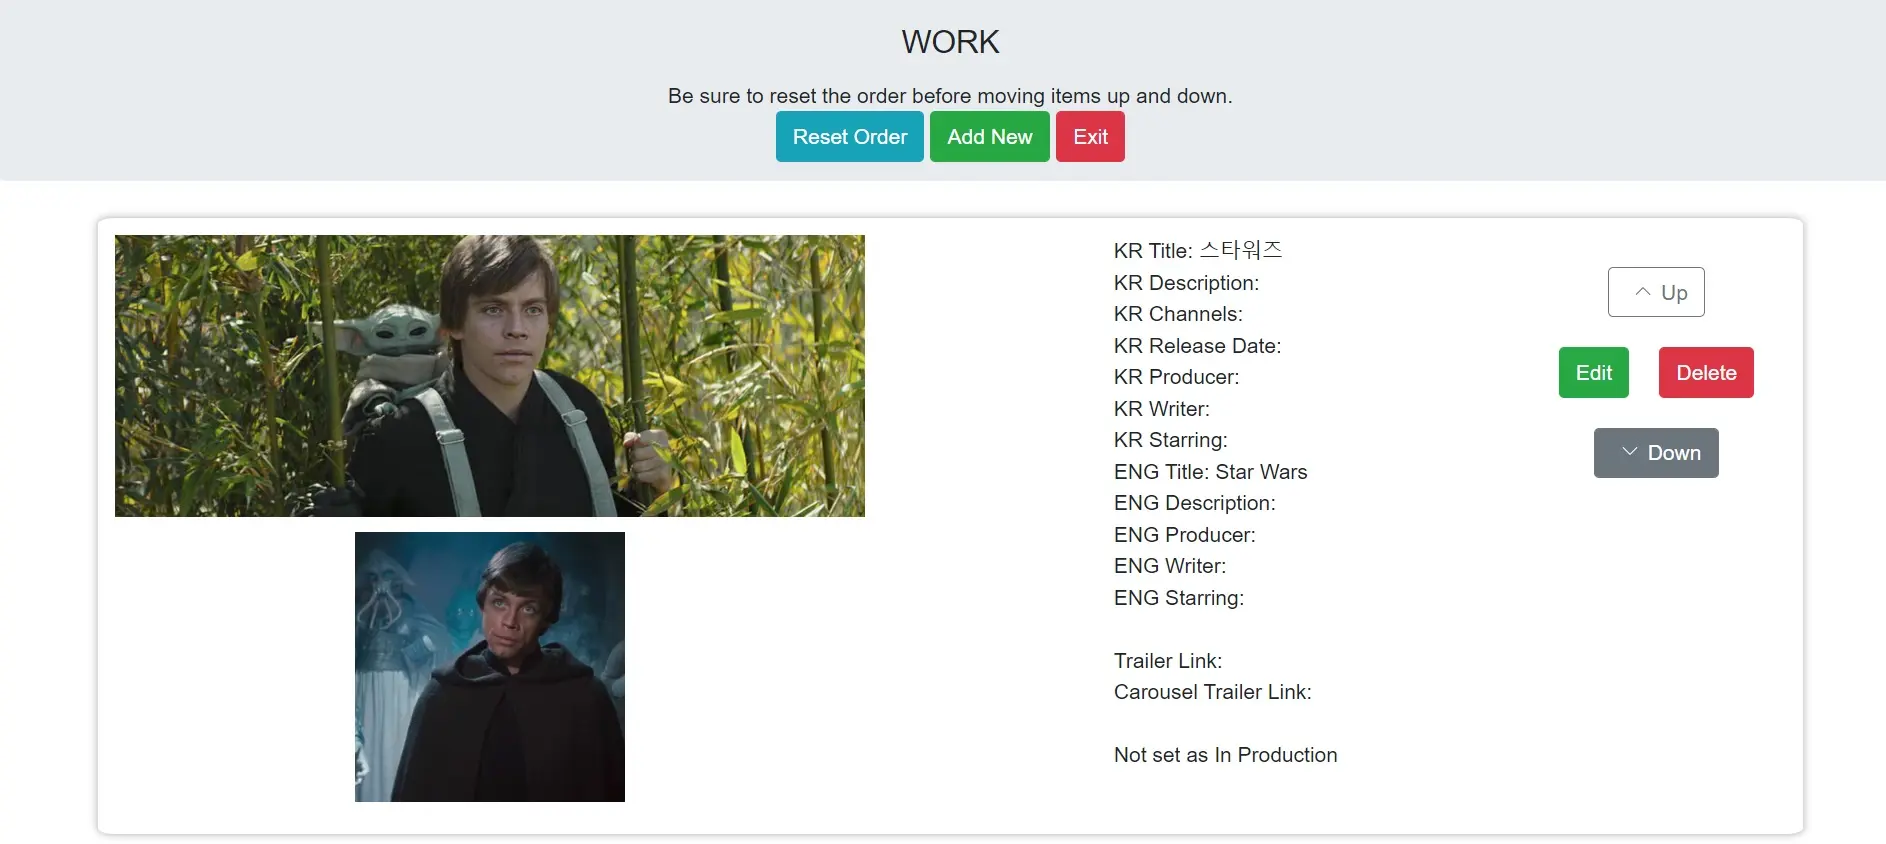 WORK
Be sure to reset the order before moving items up and down.
Reset Order Add New Exit
KR Title: 스타워즈
KR Description:
KR Channels:
KR Release Date:
KR Producer:
KR Writer:
KR Starring:
ENG Title: Star Wars
ENG Description:
ENG Producer:
ENG Writer:
ENG Starring:
Trailer Link:
Carousel Trailer Link:
Not set as In Production
Up
Edit Delete
Down